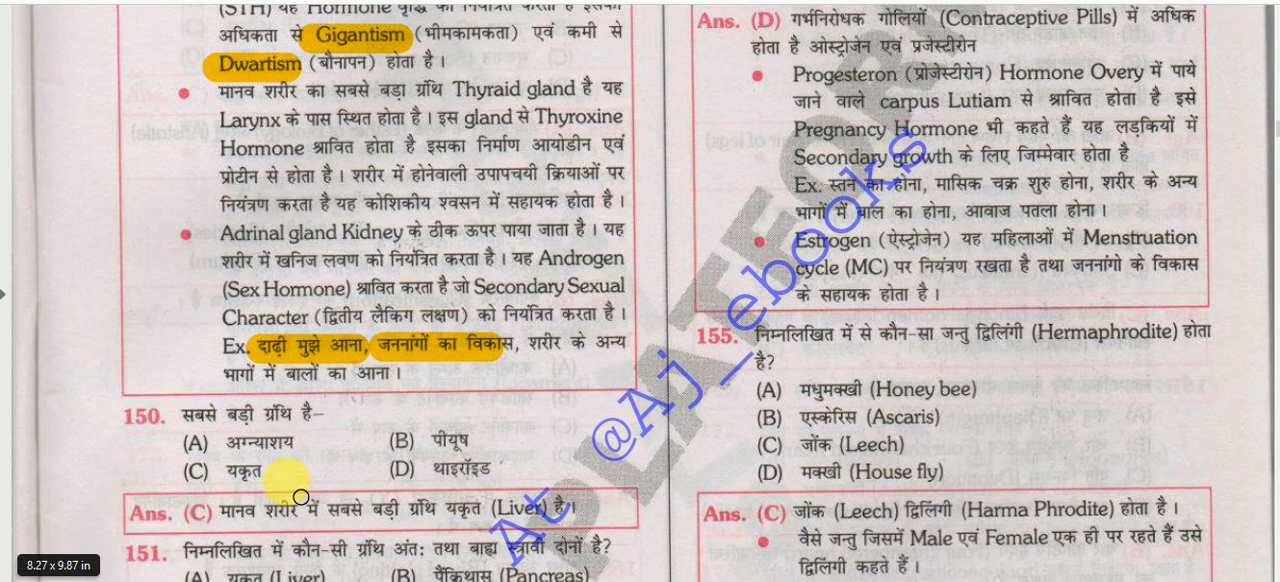 (STH) यह Hormone वृद्धि को नियंत्रित करता है इसकी
अधिकता से Gigantism (भीमकामकता) एवं कमी से
Dwartism (बौनापन) होता है।
• मानव शरीर का सबसे बड़ा ग्रंथि Thyraid gland है यह
Larynx के पास स्थित होता है। इस gland से Thyroxine
Hormone श्रावित होता है इसका निर्माण आयोडीन एवं
प्रोटीन से होता है। शरीर में होनेवाली उपापचयी क्रियाओं पर
नियंत्रण करता है यह कोशिकीय श्वसन में सहायक होता है।
• Adrinal gland Kidney के ठीक ऊपर पाया जाता है। यह
शरीर में खनिज लवण को नियंत्रित करता है। यह Androgen
(Sex Hormone) श्रावित करता है जो Secondary Sexual
Character (द्वितीय लैंकिग लक्षण) को नियंत्रित करता है।
Ex. दाढ़ी मुझे आना, जननांगों का विकास, शरीर के अन्य
भागों में बालों का आना।
150. सबसे बड़ी ग्रंथि है–
(A) अग्न्याशय (B) पीयूष
(C) यकृत (D) थाइरॉइड
Ans. (C) मानव शरीर में सबसे बड़ी ग्रंथि यकृत (Liver) है।
151. निम्नलिखित में कौन-सी ग्रंथि अंत: तथा बाह्य स्त्रावी दोनों है?
(A) यकृत (Liver) (B) पैंक्रियास (Pancreas)
Ans. (D) गर्भनिरोधक गोलियों (Contraceptive Pills) में अधिक
होता है ओस्ट्रोजेन एवं प्रजेस्टीरोन
• Progesteron (प्रोजेस्टीरोन) Hormone Overy में पाये
जाने वाले carpus Lutiam से श्रावित होता है इसे
Pregnancy Hormone भी कहते हैं यह लड़कियों में
Secondary growth के लिए जिम्मेवार होता है
Ex. स्तन का होना, मासिक चक्र शुरु होना, शरीर के अन्य
भागों में बाल का होना, आवाज पतला होना।
• Estrogen (ऐस्ट्रोजेन) यह महिलाओं में Menstruation
cycle (MC) पर नियंत्रण रखता है तथा जननांगो के विकास
के सहायक होता है।
155. निम्नलिखित में से कौन-सा जन्तु द्विलिंगी (Hermaphrodite) होता
है?
(A) मधुमक्खी (Honey bee)
(B) एस्केरिस (Ascaris)
(C) जोंक (Leech)
(D) मक्खी (House fly)
Ans. (C) जोंक (Leech) द्विलिंगी (Harma Phrodite) होता है।
• वैसे जन्तु जिसमें Male एवं Female एक ही पर रहते हैं उसे
द्विलिंगी कहते हैं।
PLATEFORM
At @Aj_ebooks
8.27 x 9.87 in